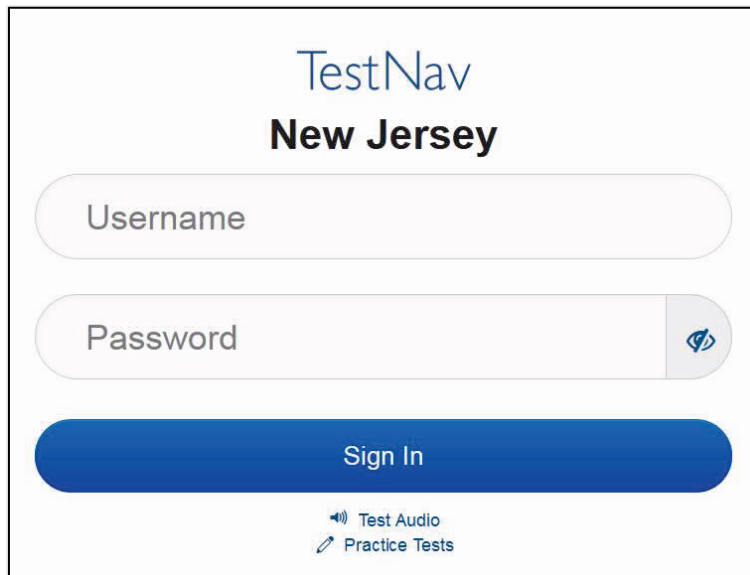 TestNav
New Jersey
Username
Password
Sign In
Test Audio
Practice Tests